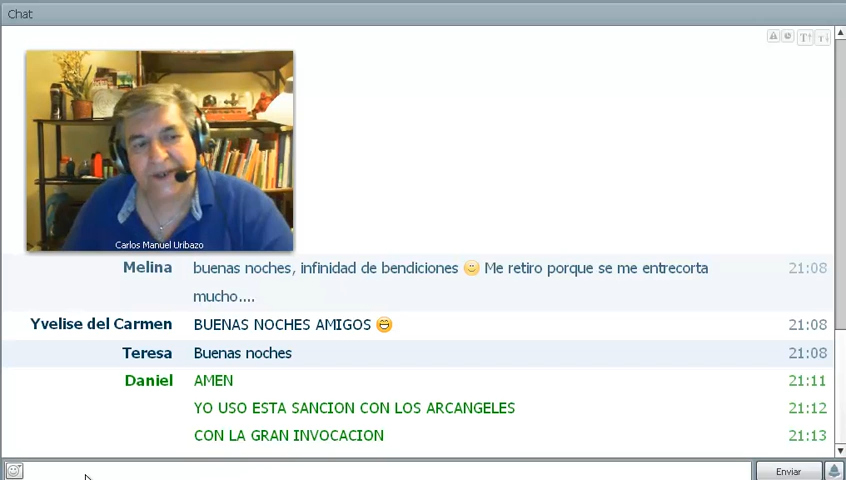 Chat
Carlos Manuel Uribazo
Melina buenas noches, infinidad de bendiciones Me retiro porque se me entrecorta 21:08
mucho....
Yvelise del Carmen BUENAS NOCHES AMIGOS 21:08
Teresa Buenas noches 21:08
Daniel AMEN 21:11
YO USO ESTA SANCION CON LOS ARCANGELES 21:12
CON LA GRAN INVOCACION 21:13
Enviar